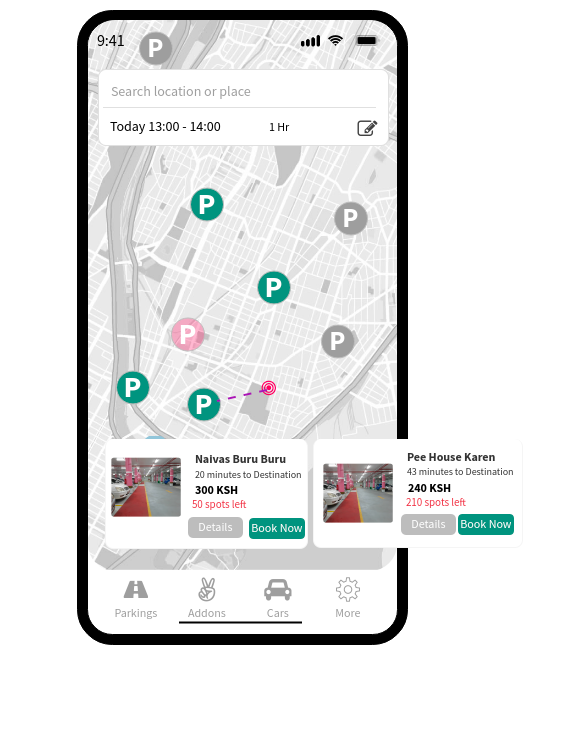 9:41
P
Search location or place
Today 13:00 - 14:00 1 Hr
P
P
P
P
P
P
P
Naivas Buru Buru
20 minutes to Destination
300 KSH
50 spots left
Details Book Now
Pee House Karen
43 minutes to Destination
240 KSH
210 spots left
Details Book Now
Parkings Addons Cars More